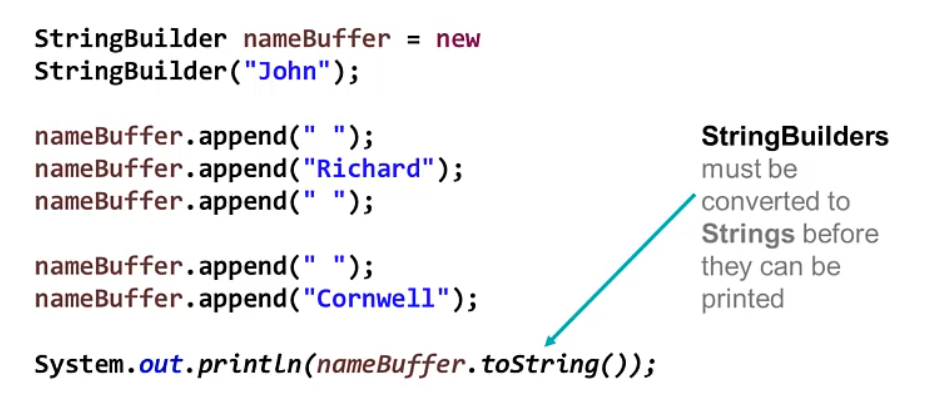 StringBuilder nameBuffer = new
StringBuilder("John");
nameBuffer.append(" ");
nameBuffer.append("Richard");
nameBuffer.append(" ");
nameBuffer.append(" ");
nameBuffer.append("Cornwell");
System.out.println(nameBuffer.toString());
StringBuilders
must be
converted to
Strings before
they can be
printed